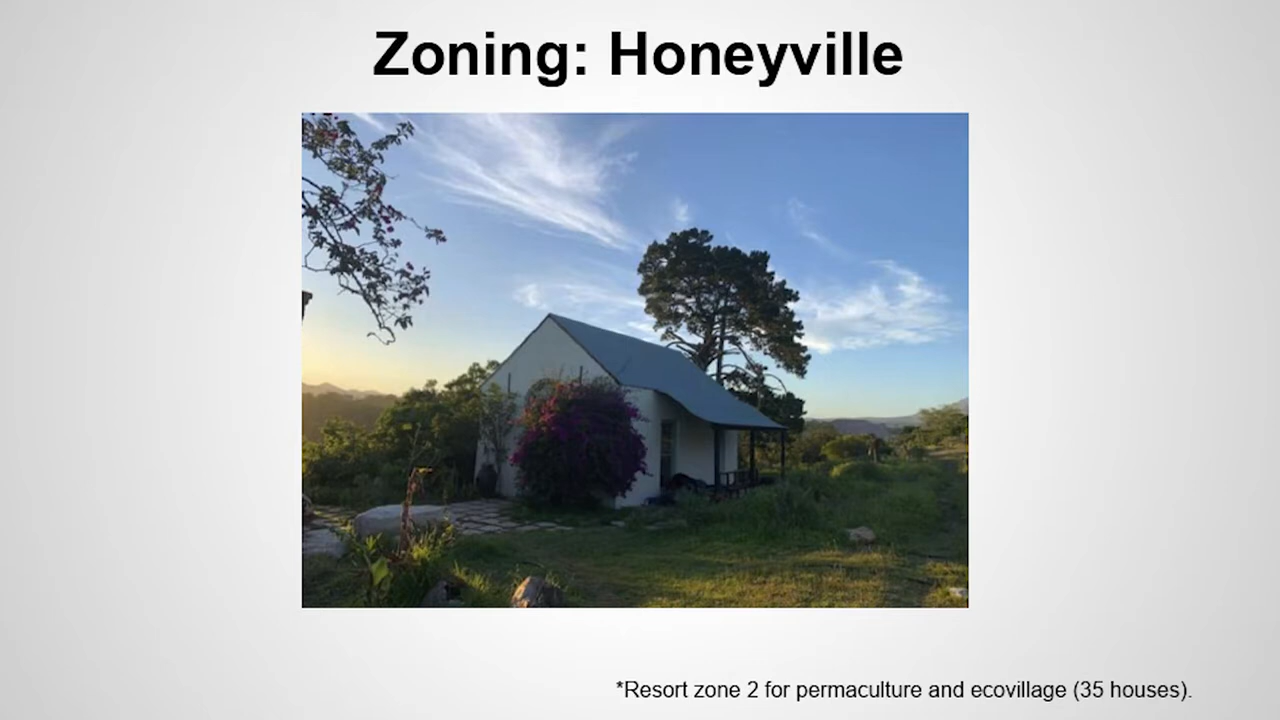 Zoning: Honeyville
*Resort zone 2 for permaculture and ecovillage (35 houses).